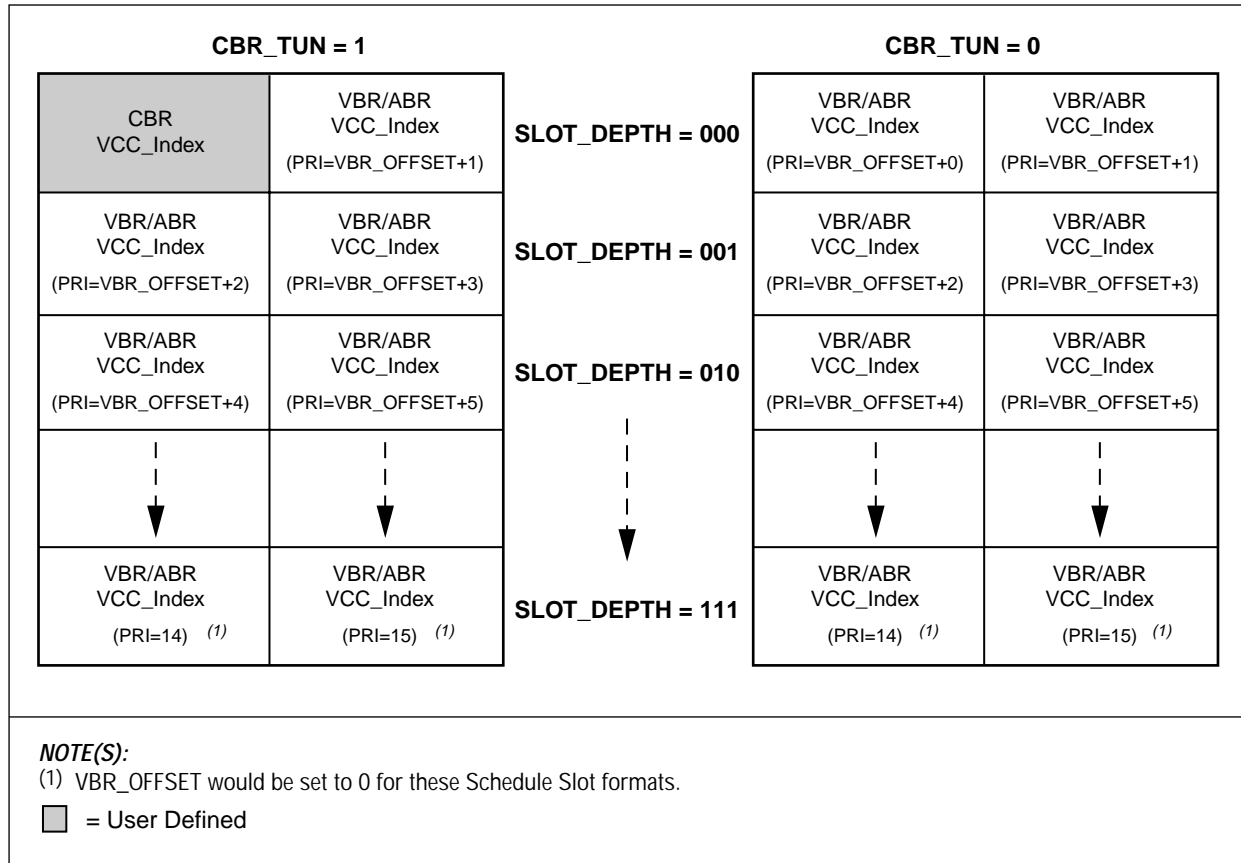 CBR_TUN = 1
CBR_TUN = 0
CBR
VCC_Index
VBR/ABR
VCC_Index
(PRI=VBR_OFFSET+1)
SLOT_DEPTH = 000
VBR/ABR
VCC_Index
(PRI=VBR_OFFSET+0)
VBR/ABR
VCC_Index
(PRI=VBR_OFFSET+1)
VBR/ABR
VCC_Index
(PRI=VBR_OFFSET+2)
VBR/ABR
VCC_Index
(PRI=VBR_OFFSET+3)
SLOT_DEPTH = 001
VBR/ABR
VCC_Index
(PRI=VBR_OFFSET+2)
VBR/ABR
VCC_Index
(PRI=VBR_OFFSET+3)
VBR/ABR
VCC_Index
(PRI=VBR_OFFSET+4)
VBR/ABR
VCC_Index
(PRI=VBR_OFFSET+5)
SLOT_DEPTH = 010
VBR/ABR
VCC_Index
(PRI=VBR_OFFSET+4)
VBR/ABR
VCC_Index
(PRI=VBR_OFFSET+5)
VBR/ABR
VCC_Index
(PRI=14) (1)
VBR/ABR
VCC_Index
(PRI=15) (1)
SLOT_DEPTH = 111
VBR/ABR
VCC_Index
(PRI=14) (1)
VBR/ABR
VCC_Index
(PRI=15) (1)
NOTE(S):
(1) VBR_OFFSET would be set to 0 for these Schedule Slot formats.
= User Defined